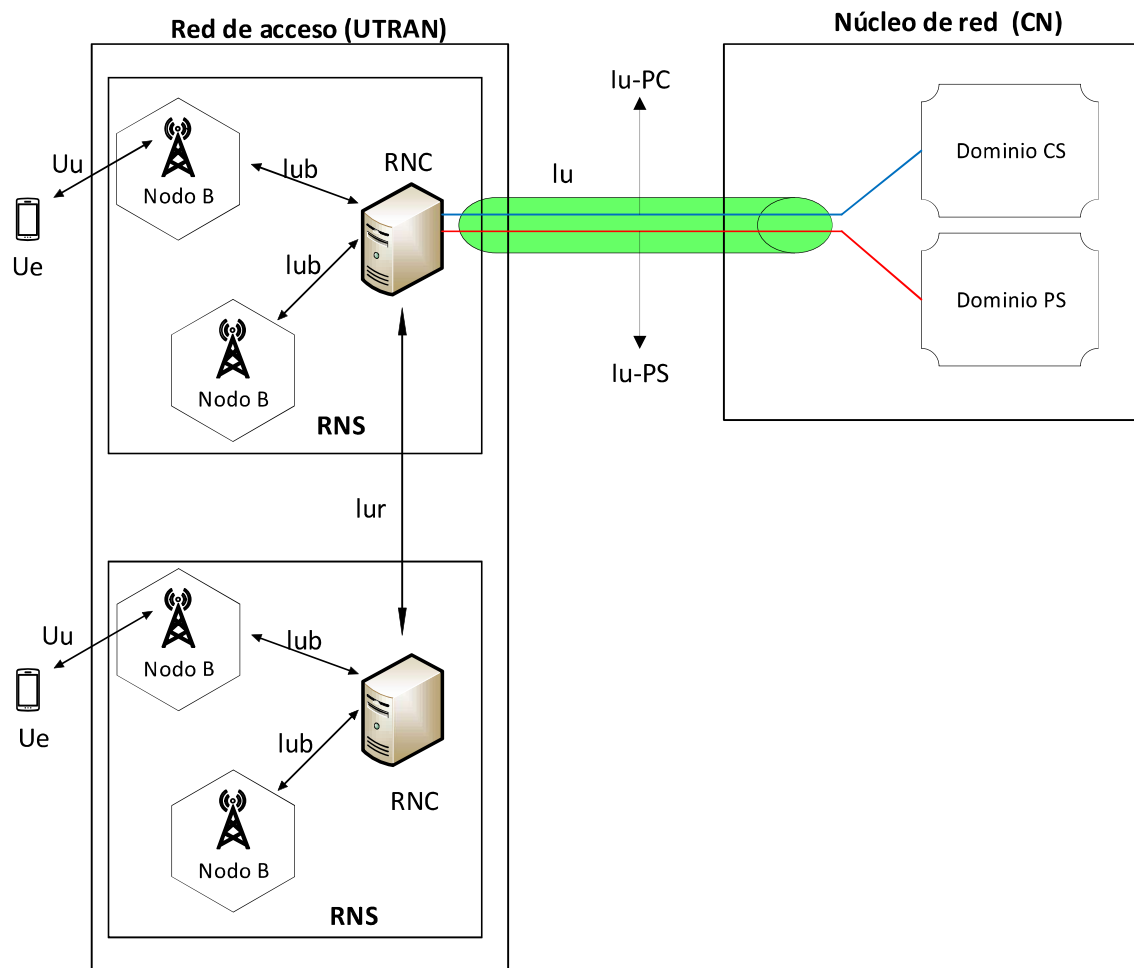 Red de acceso (UTRAN)
Núcleo de red (CN)
Iu-PC
Uu
Nodo B
Iub
RNC
Iu
Dominio CS
Ue
Iub
Dominio PS
Nodo B
Iu-PS
RNS
Iur
Uu
Nodo B
Iub
Ue
Iub
RNC
Nodo B
RNS